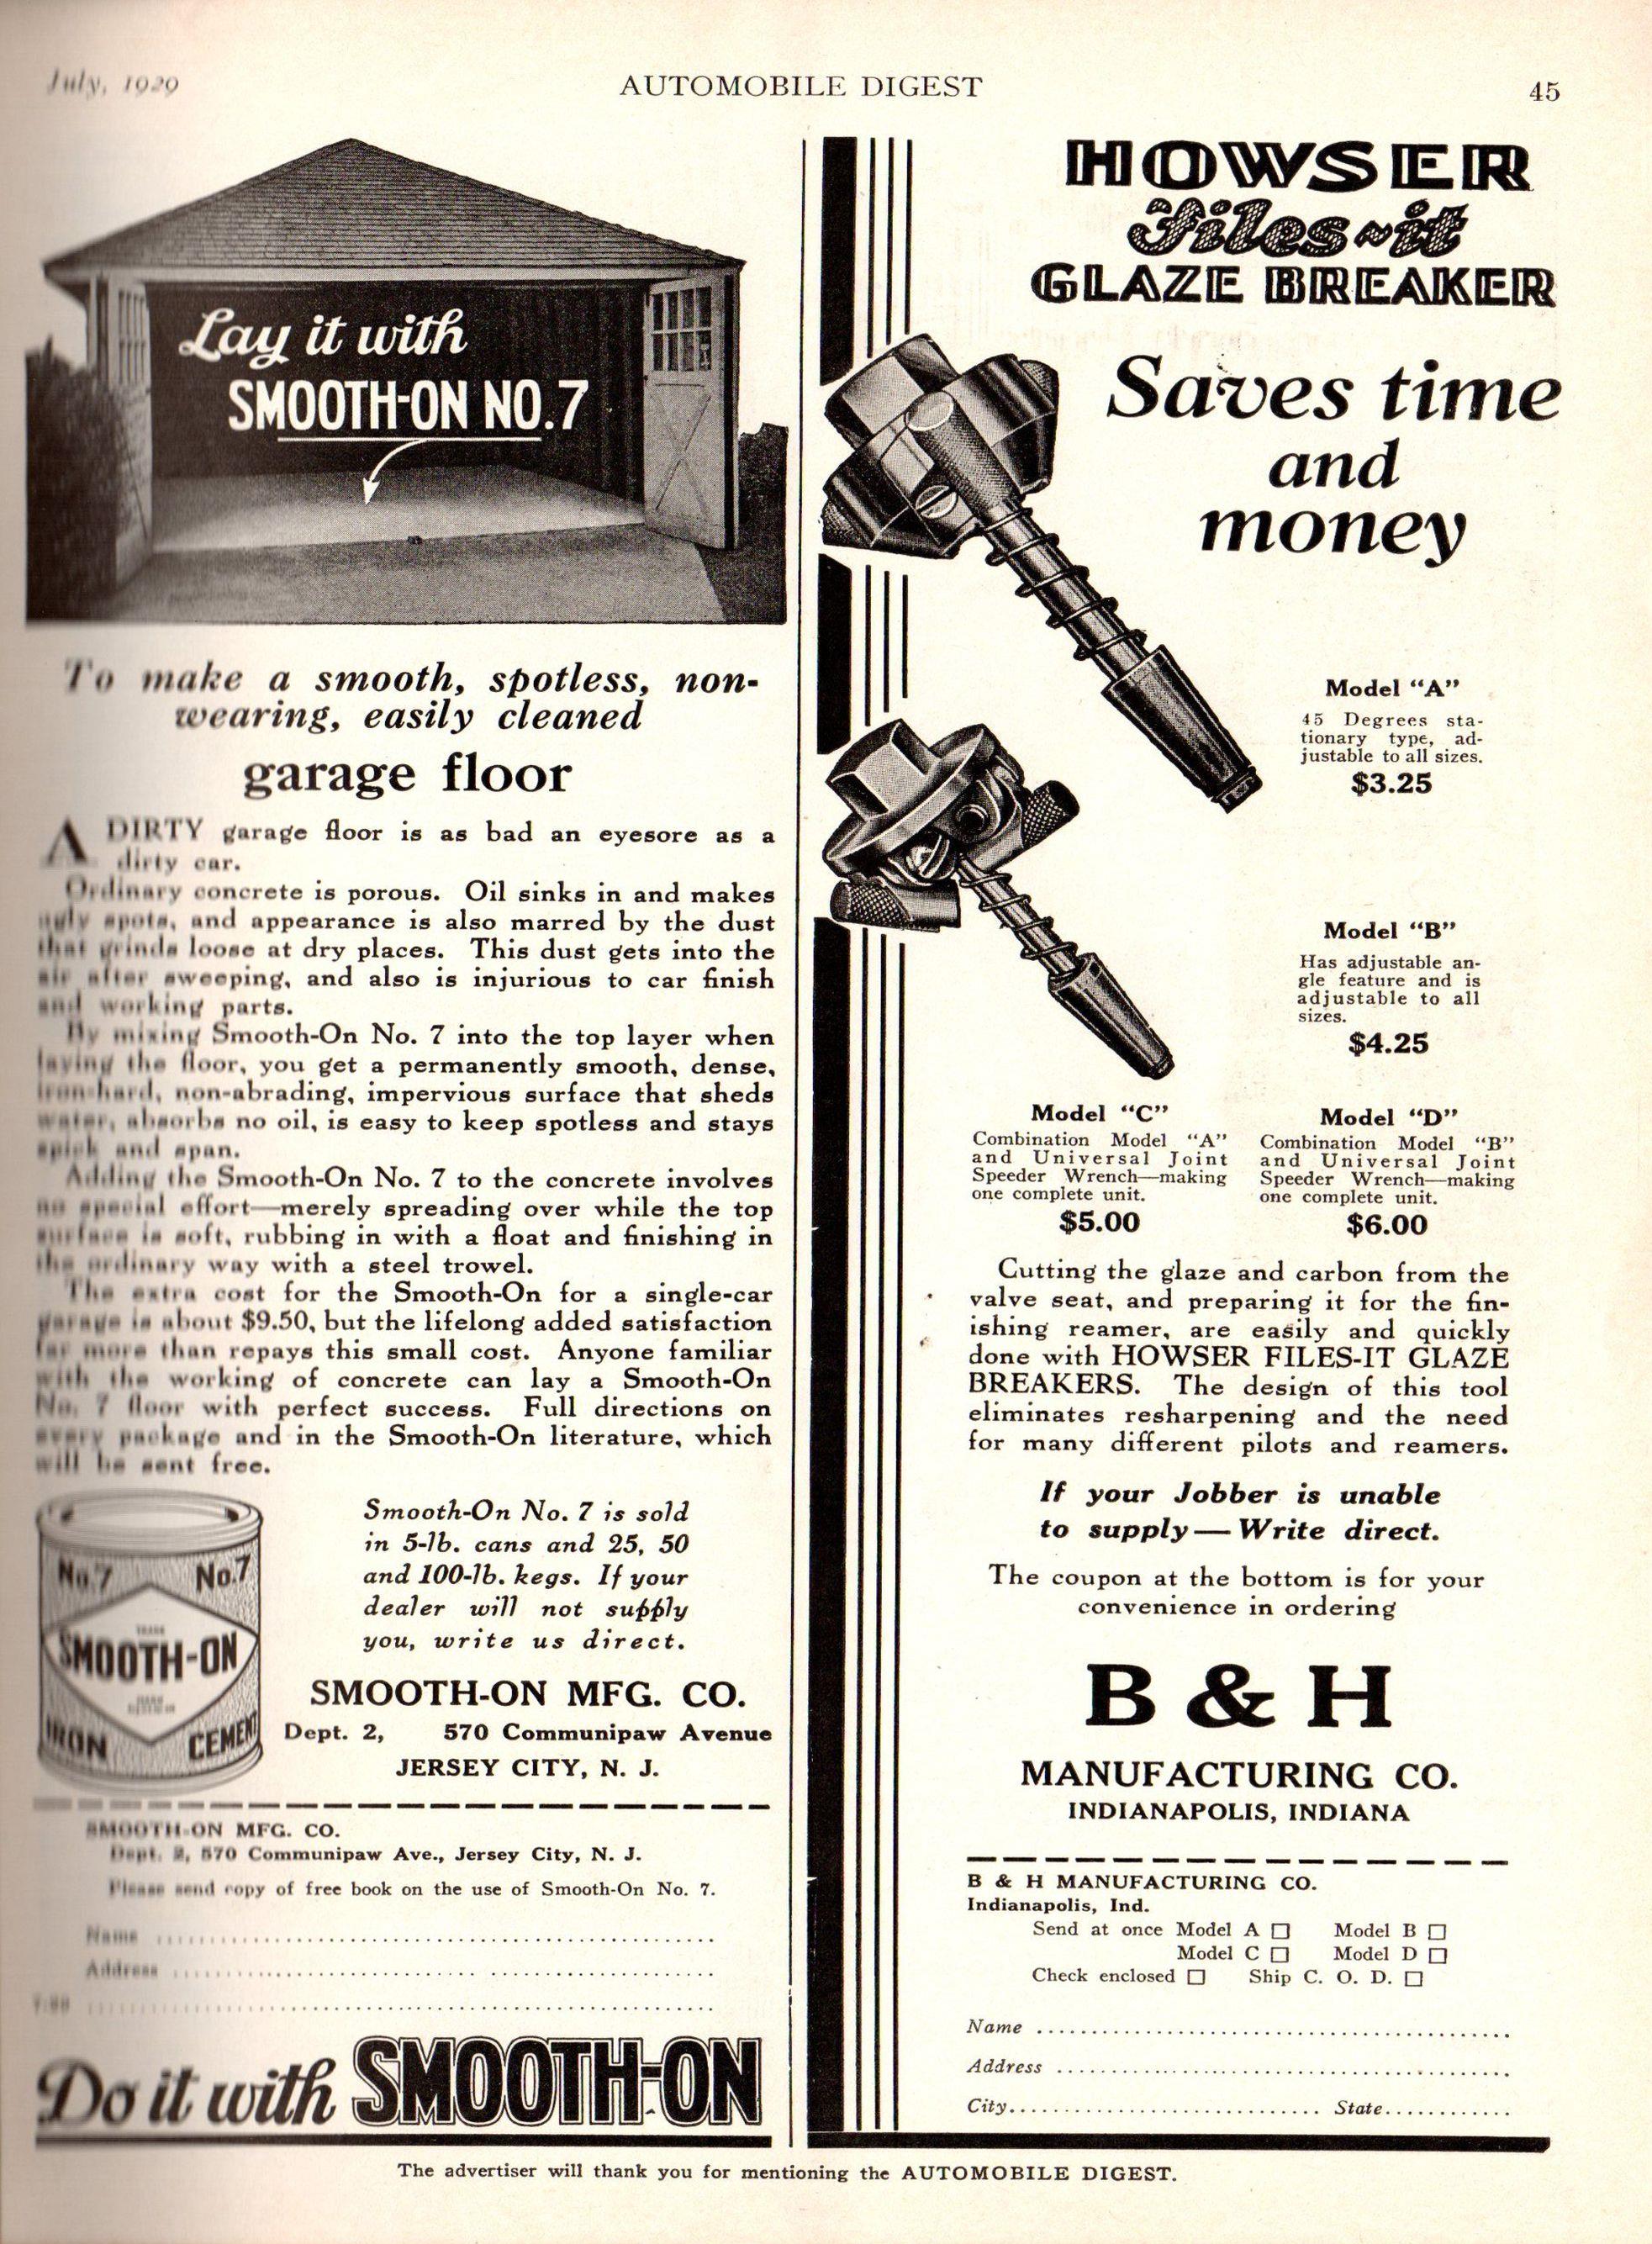 July, 1929
AUTOMOBILE DIGEST
45
Lay it with
SMOOTH-ON NO.7
To make a smooth, spotless, non-
wearing, easily cleaned
garage floor
A DIRTY garage floor is as bad an eyesore as a
dirty car.
Ordinary concrete is porous. Oil sinks in and makes
ugly spots, and appearance is also marred by the dust
that grinds loose at dry places. This dust gets into the
air after sweeping, and also is injurious to car finish
and working parts.
By mixing Smooth-On No. 7 into the top layer when
laying the floor, you get a permanently smooth, dense,
iron-hard, non-abrading, impervious surface that sheds
water, absorbs no oil, is easy to keep spotless and stays
spick and span.
Adding the Smooth-On No. 7 to the concrete involves
no special effort—merely spreading over while the top
surface is soft, rubbing in with a float and finishing in
the ordinary way with a steel trowel.
The extra cost for the Smooth-On for a single-car
garage is about $9.50, but the lifelong added satisfaction
far more than repays this small cost. Anyone familiar
with the working of concrete can lay a Smooth-On
No. 7 floor with perfect success. Full directions on
every package and in the Smooth-On literature, which
will be sent free.
No.7 No.7
SMOOTH-ON
IRON CEMENT
Smooth-On No. 7 is sold
in 5-lb. cans and 25, 50
and 100-lb. kegs. If your
dealer will not supply
you, write us direct.
SMOOTH-ON MFG. CO.
Dept. 2, 570 Communipaw Avenue
JERSEY CITY, N. J.
SMOOTH-ON MFG. CO.
Dept. 2, 570 Communipaw Ave., Jersey City, N. J.
Please send copy of free book on the use of Smooth-On No. 7.
Name
Address
Do it with SMOOTH-ON
HOWSER
Files-it
GLAZE BREAKER
Saves time
and
money
Model "A"
45 Degrees sta-
tionary type, ad-
justable to all sizes.
$3.25
Model "B"
Has adjustable an-
gle feature and is
adjustable to all
sizes.
$4.25
Model "C"
Combination Model "A"
and Universal Joint
Speeder Wrench—making
one complete unit.
$5.00
Model "D"
Combination Model "B"
and Universal Joint
Speeder Wrench—making
one complete unit.
$6.00
Cutting the glaze and carbon from the
valve seat, and preparing it for the fin-
ishing reamer, are easily and quickly
done with HOWSER FILES-IT GLAZE
BREAKERS. The design of this tool
eliminates resharpening and the need
for many different pilots and reamers.
If your Jobber is unable
to supply—Write direct.
The coupon at the bottom is for your
convenience in ordering
B & H
MANUFACTURING CO.
INDIANAPOLIS, INDIANA
B & H MANUFACTURING CO.
Indianapolis, Ind.
Send at once Model A □ Model B □
Model C □ Model D □
Check enclosed □ Ship C. O. D. □
Name
Address
City State
The advertiser will thank you for mentioning the AUTOMOBILE DIGEST.